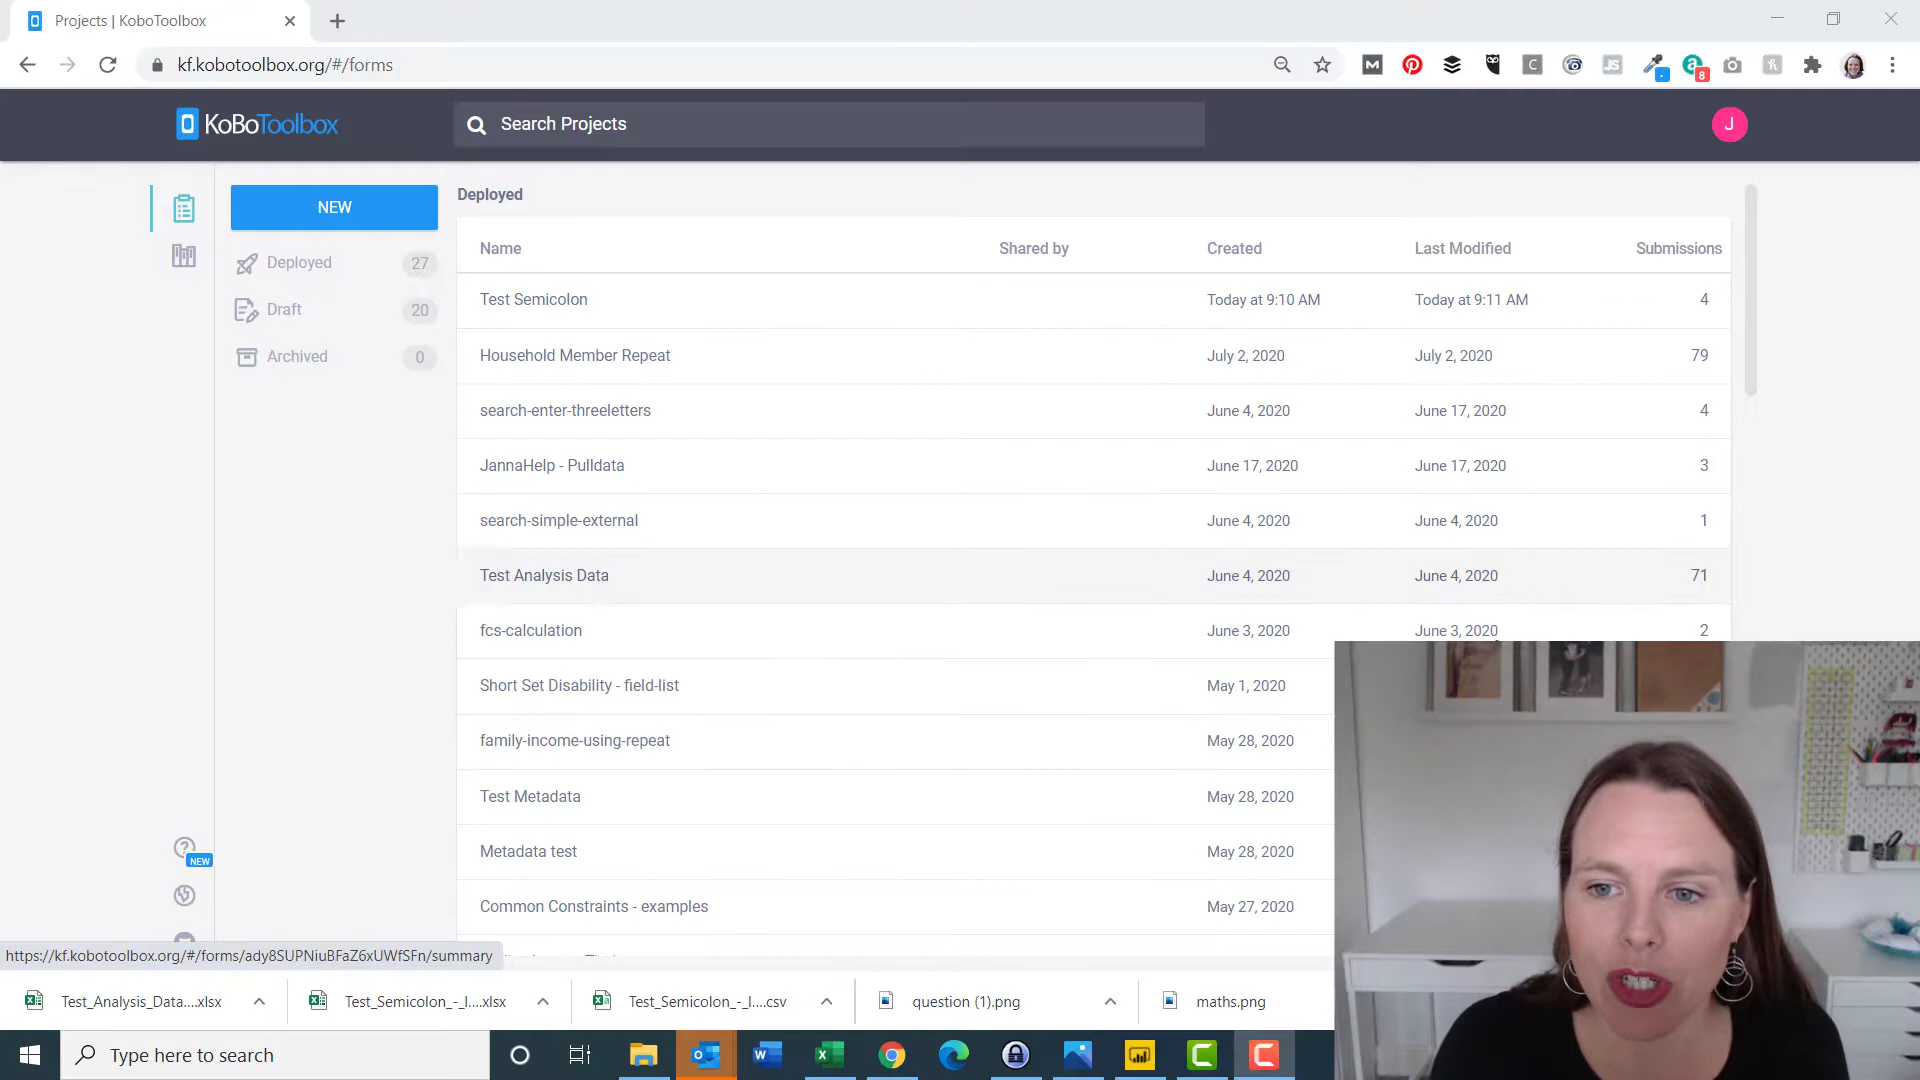 Projects | KoboToolbox
kf.kobotoolbox.org/#/forms
8
KoBoToolbox
Search Projects
J
NEW
Deployed 27
Draft 20
Archived 0
Deployed
Name Shared by Created Last Modified Submissions
Test Semicolon Today at 9:10 AM Today at 9:11 AM 4
Household Member Repeat July 2, 2020 July 2, 2020 79
search-enter-threeletters June 4, 2020 June 17, 2020 4
JannaHelp - Pulldata June 17, 2020 June 17, 2020 3
search-simple-external June 4, 2020 June 4, 2020 1
Test Analysis Data June 4, 2020 June 4, 2020 71
fcs-calculation June 3, 2020 June 3, 2020 2
Short Set Disability - field-list May 1, 2020
family-income-using-repeat May 28, 2020
Test Metadata May 28, 2020
Metadata test May 28, 2020
Common Constraints - examples May 27, 2020
NEW
https://kf.kobotoolbox.org/#/forms/ady8SUPNiuBFaZ6xUWfSFn/summary
Test_Analysis_Data....xlsx
Test_Semicolon_-_l....xlsx
Test_Semicolon_-_l....csv
question (1).png
maths.png
Type here to search